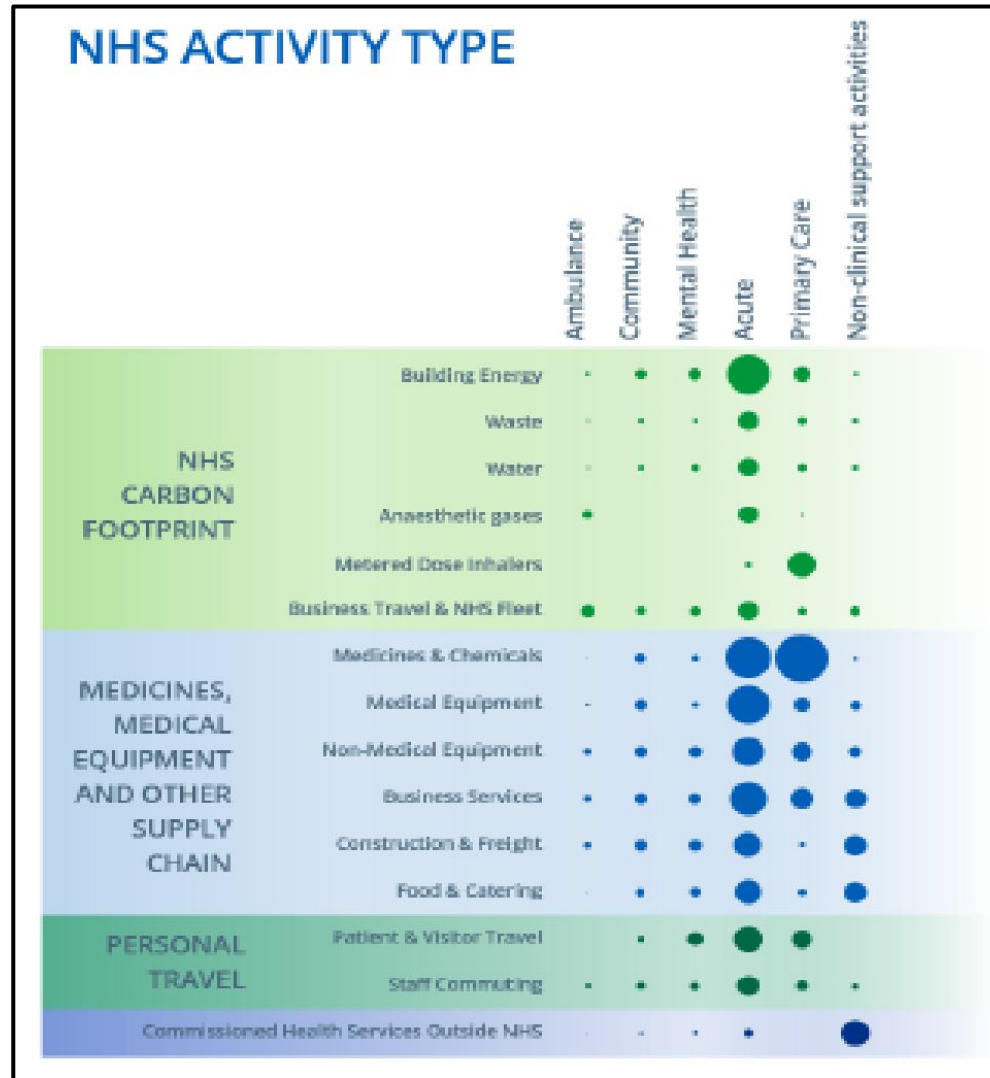 NHS ACTIVITY TYPE
Ambulance
Community
Mental Health
Acute
Primary Care
Non-clinical support activities
NHS
CARBON
FOOTPRINT
Building Energy
Waste
Water
Anaesthetic gases
Metered Dose Inhalers
Business Travel & NHS Fleet
MEDICINES,
MEDICAL
EQUIPMENT
AND OTHER
SUPPLY
CHAIN
Medicines & Chemicals
Medical Equipment
Non-Medical Equipment
Business Services
Construction & Freight
Food & Catering
PERSONAL
TRAVEL
Patient & Visitor Travel
Staff Commuting
Commissioned Health Services Outside NHS